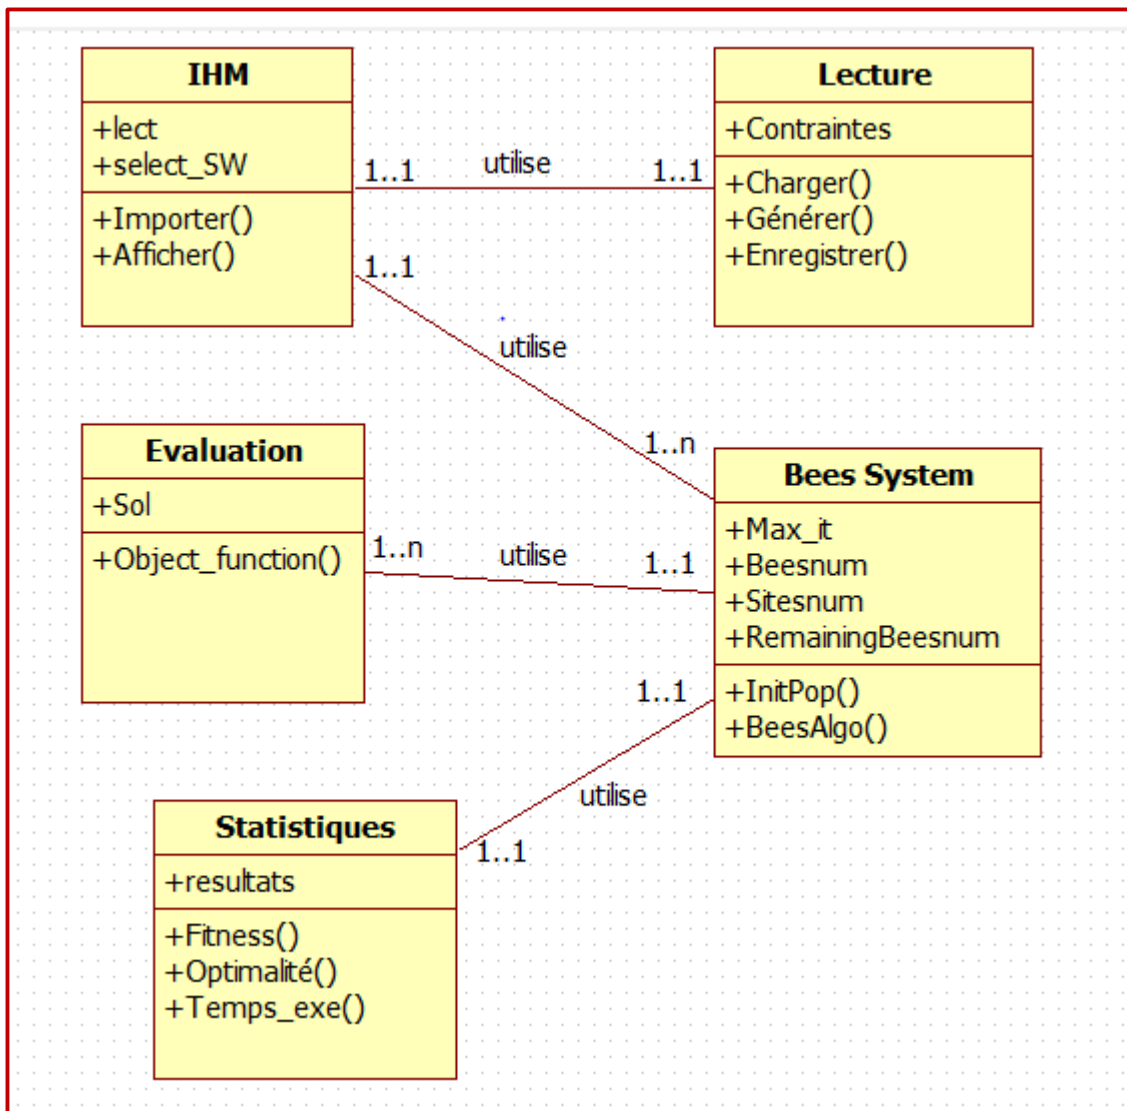 IHM
+lect
+select_SW
+Importer()
+Afficher()
1..1
utilise
1..1
Lecture
+Contraintes
+Charger()
+Générer()
+Enregistrer()
1..1
utilise
1..n
Evaluation
+Sol
+Object_function()
1..n
utilise
1..1
Bees System
+Max_it
+Beesnum
+Sitesnum
+RemainingBeesnum
+InitPop()
+BeesAlgo()
1..1
utilise
1..1
Statistiques
+resultats
+Fitness()
+Optimalité()
+Temps_exe()